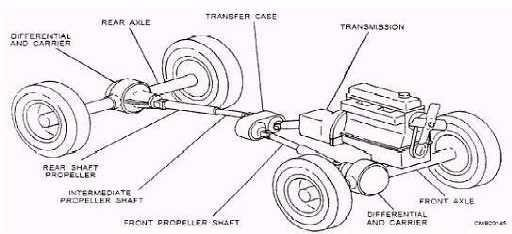 REAR AXLE
TRANSFER CASE
DIFFERENTIAL
AND CARRIER
TRANSMISSION
REAR SHAFT
PROPELLER
INTERMEDIATE
PROPELLER SHAFT
FRONT PROPELLER SHAFT
FRONT AXLE
DIFFERENTIAL
AND CARRIER